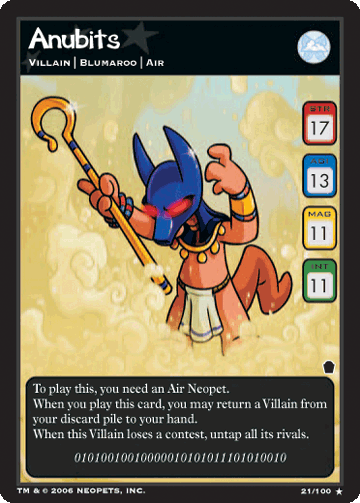 Anubits
VILLAIN | BLUMAROO | AIR
STR
17
AGI
13
MAG
11
INT
11
To play this, you need an Air Neopet.
When you play this card, you may return a Villain from
your discard pile to your hand.
When this Villain loses a contest, untap all its rivals.
01010010010000010101011101010010
TM & © 2006 NEOPETS, INC.
21/100 ★